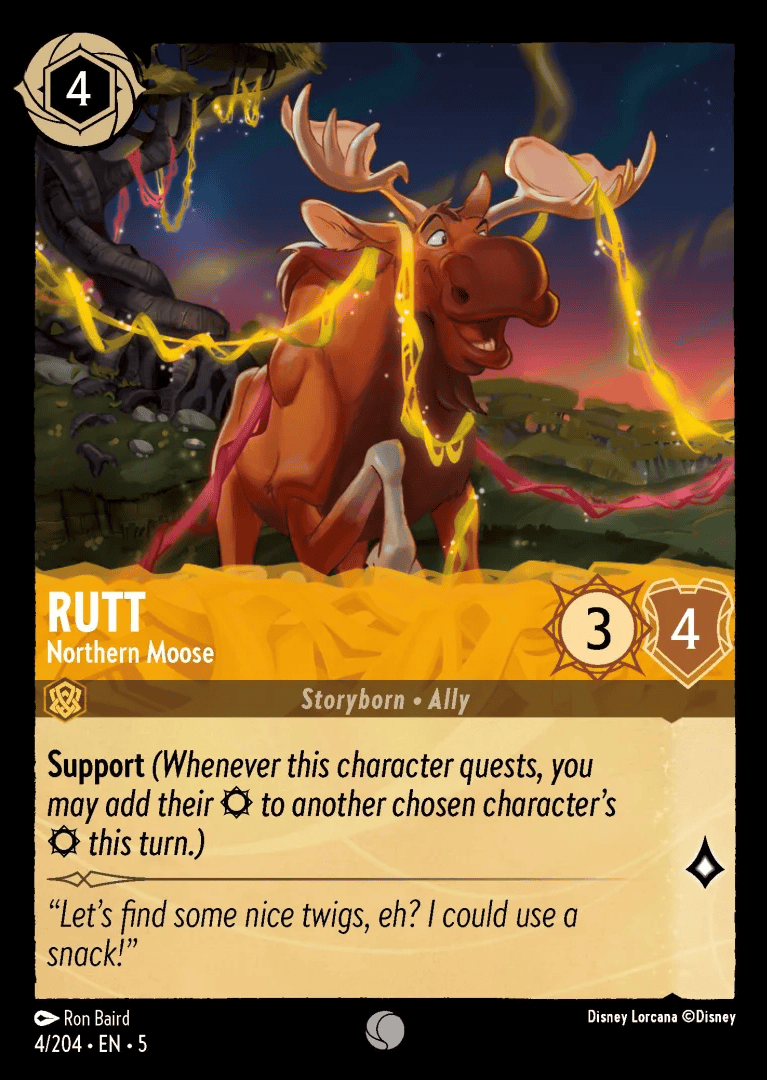 4
RUTT
Northern Moose
3
4
Storyborn • Ally
Support (Whenever this character quests, you
may add their to another chosen character’s
this turn.)
“Let’s find some nice twigs, eh? I could use a
snack!”
Ron Baird
Disney Lorcana ©Disney
4/204 • EN • 5